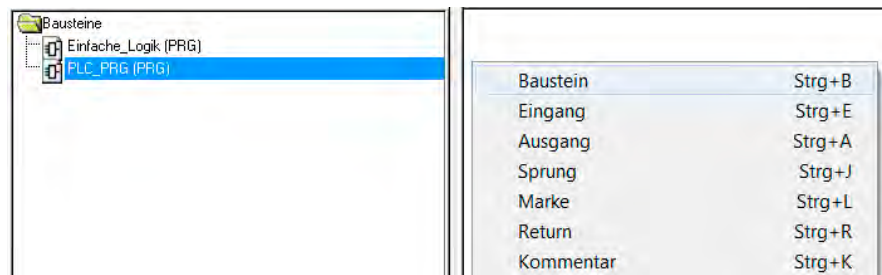 Bausteine
Einfache_Logik (PRG)
PLC_PRG (PRG)
Baustein Strg+B
Eingang Strg+E
Ausgang Strg+A
Sprung Strg+J
Marke Strg+L
Return Strg+R
Kommentar Strg+K